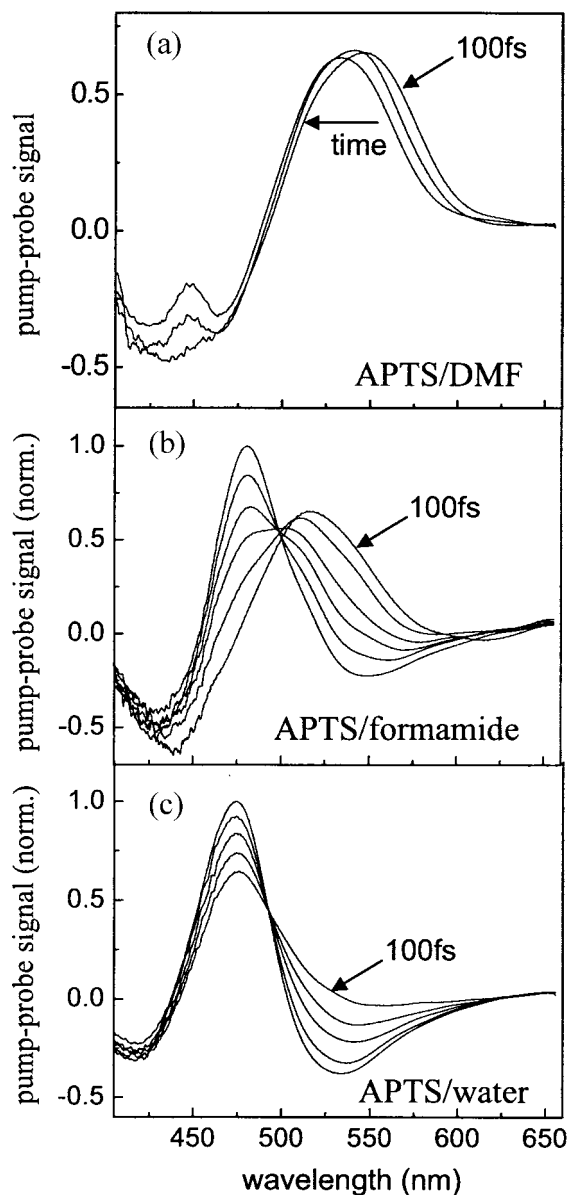 (a)
100fs
time
0.5
0.0
-0.5
pump-probe signal
APTS/DMF
(b)
100fs
1.0
0.5
0.0
-0.5
pump-probe signal (norm.)
APTS/formamide
(c)
100fs
1.0
0.5
0.0
-0.5
pump-probe signal (norm.)
APTS/water
450 500 550 600 650
wavelength (nm)